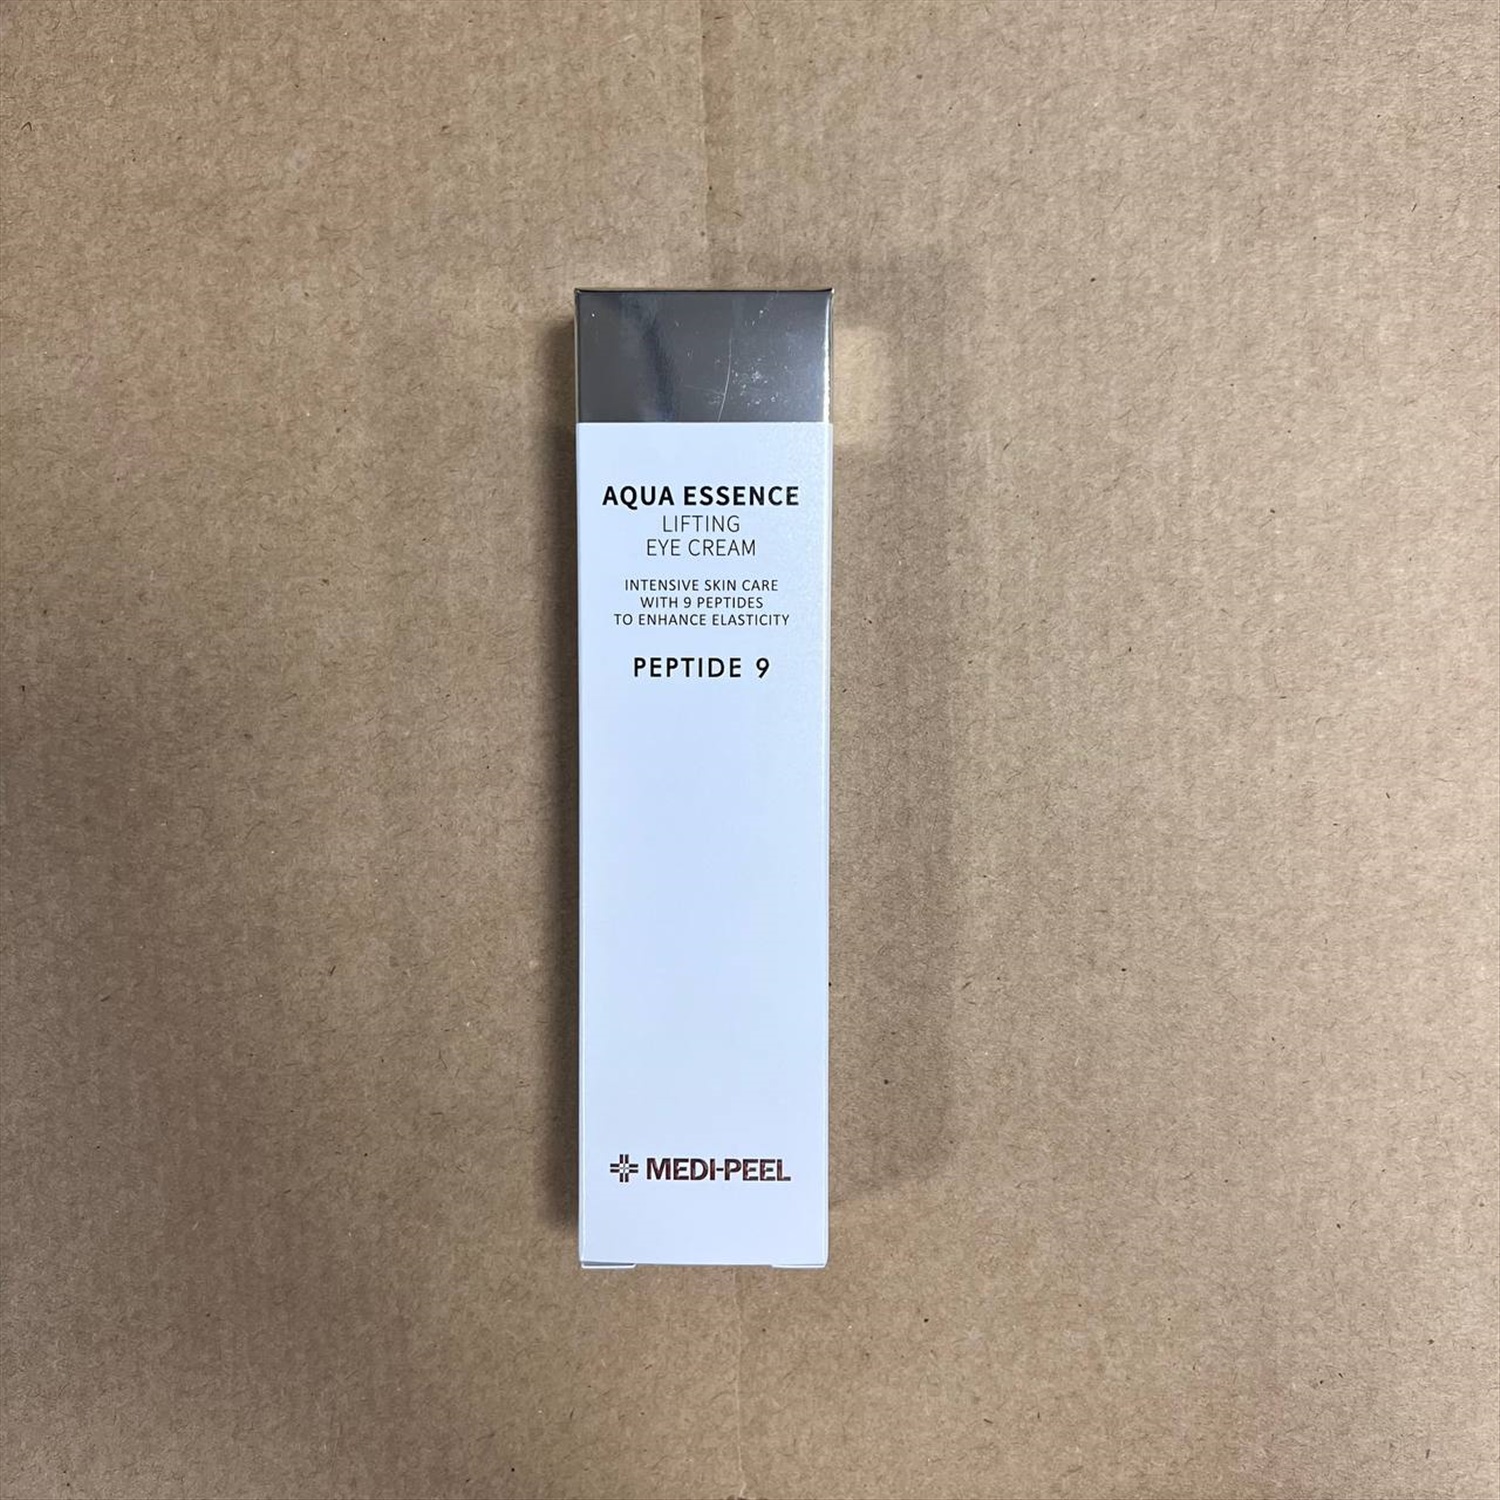 AQUA ESSENCE
LIFTING
EYE CREAM
INTENSIVE SKIN CARE
WITH 9 PEPTIDES
TO ENHANCE ELASTICITY
PEPTIDE 9
MEDI-PEEL